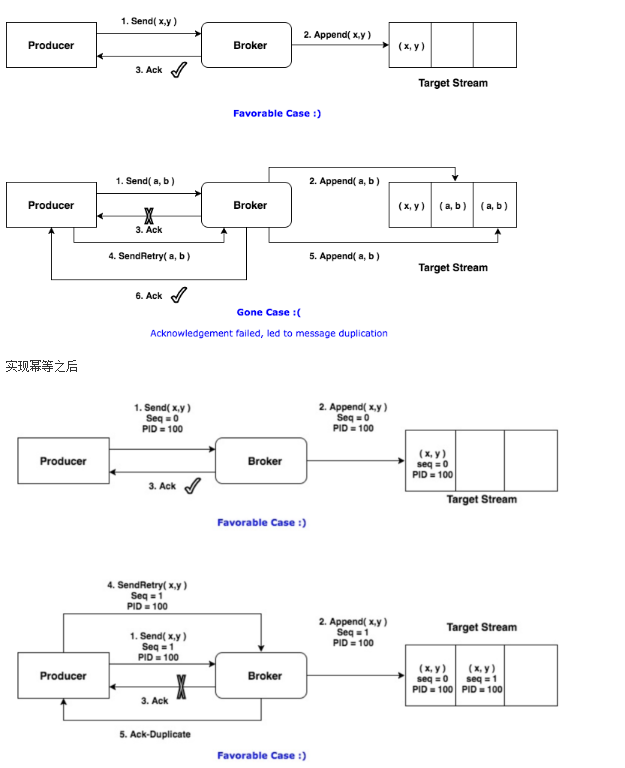 1. Send( x,y )
Producer
Broker
2. Append( x,y )
( x, y )
3. Ack
Target Stream
Favorable Case :)
1. Send( a, b )
2. Append( a, b )
Producer
Broker
( x, y )
( a, b )
( a, b )
3. Ack
4. SendRetry( a, b )
5. Append( a, b )
Target Stream
6. Ack
Gone Case :(
Acknowledgement failed, led to message duplication
实现幂等之后
1. Send( x,y )
Seq = 0
PID = 100
2. Append( x,y )
Seq = 0
PID = 100
Producer
Broker
( x, y )
seq = 0
PID = 100
3. Ack
Target Stream
Favorable Case :)
4. SendRetry( x,y )
Seq = 1
PID = 100
1. Send( x,y )
Seq = 1
PID = 100
2. Append( x,y )
Seq = 1
PID = 100
Target Stream
Producer
Broker
( x, y )
seq = 0
PID = 100
( x, y )
seq = 1
PID = 100
3. Ack
5. Ack-Duplicate
Favorable Case :)